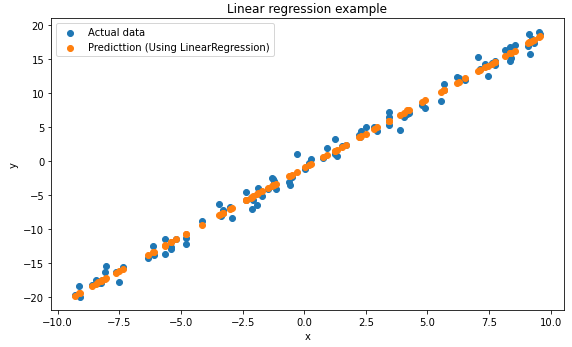 Linear regression example
Actual data
Predicttion (Using LinearRegression)
y
20
15
10
5
0
−5
−10
−15
−20
−10.0 −7.5 −5.0 −2.5 0.0 2.5 5.0 7.5 10.0
x